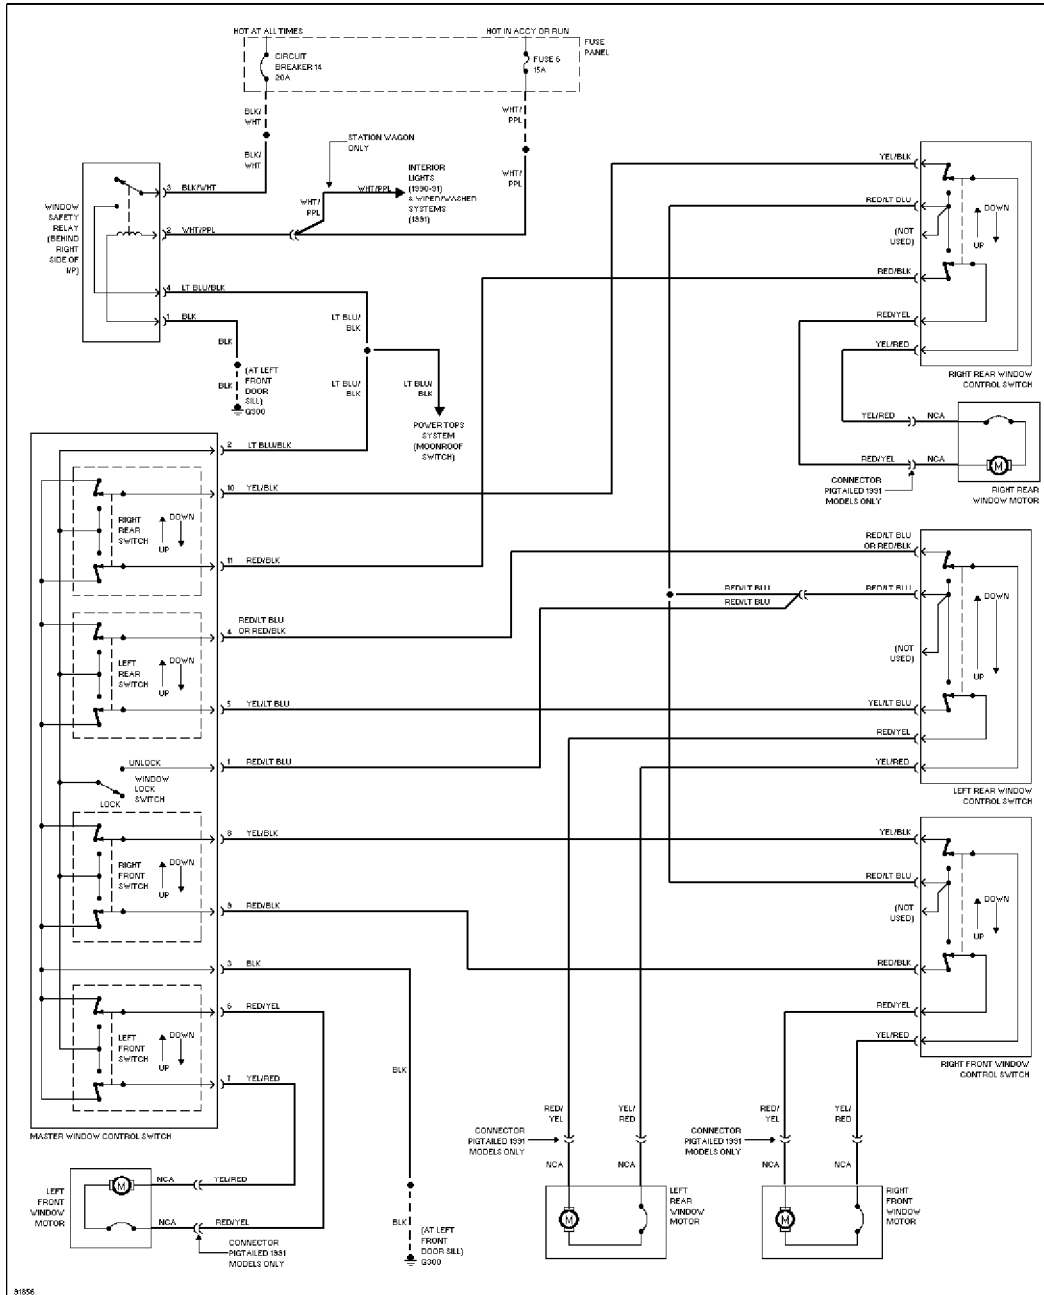 HOT AT ALL TIMES
HOT IN ACCY OR RUN
FUSE
PANEL
CIRCUIT
BREAKER 14
20A
FUSE 6
15A
BLK/
WHT
WHT/
PPL
STATION WAGON
ONLY
BLK/
WHT
INTERIOR
LIGHTS
(1990-91)
& WIPER/WASHER
SYSTEMS
(1991)
WHT/
PPL
WHT/PPL
WHT/
PPL
WINDOW
SAFETY
RELAY
(BEHIND
RIGHT
SIDE OF
I/P)
3 BLK/WHT
2 WHT/PPL
4 LT BLU/BLK
1 BLK
BLK
LT BLU/
BLK
BLK
(AT LEFT
FRONT
DOOR
SILL)
G300
LT BLU/
BLK
LT BLU/
BLK
POWER TOPS
SYSTEM
(MOONROOF
SWITCH)
YEL/BLK
RED/LT BLU
(NOT
USED)
DOWN
UP
RED/BLK
RED/YEL
YEL/RED
RIGHT REAR WINDOW
CONTROL SWITCH
YEL/RED
NCA
RED/YEL
NCA
M
CONNECTOR
PIGTAILED 1991
MODELS ONLY
RIGHT REAR
WINDOW MOTOR
2 LT BLU/BLK
10 YEL/BLK
RIGHT
REAR
SWITCH
DOWN
UP
11 RED/BLK
RED/LT BLU
4 OR RED/BLK
LEFT
REAR
SWITCH
DOWN
UP
5 YEL/LT BLU
UNLOCK
1 RED/LT BLU
WINDOW
LOCK
SWITCH
LOCK
8 YEL/BLK
RIGHT
FRONT
SWITCH
DOWN
UP
9 RED/BLK
3 BLK
6 RED/YEL
LEFT
FRONT
SWITCH
DOWN
UP
7 YEL/RED
MASTER WINDOW CONTROL SWITCH
RED/LT BLU
OR RED/BLK
RED/LT BLU
RED/LT BLU
RED/LT BLU
DOWN
UP
(NOT
USED)
YEL/LT BLU
RED/YEL
YEL/RED
LEFT REAR WINDOW
CONTROL SWITCH
YEL/BLK
RED/LT BLU
(NOT
USED)
DOWN
UP
RED/BLK
RED/YEL
YEL/RED
RIGHT FRONT WINDOW
CONTROL SWITCH
BLK
LEFT
FRONT
WINDOW
MOTOR
M
NCA
YEL/RED
NCA
RED/YEL
CONNECTOR
PIGTAILED 1991
MODELS ONLY
BLK
(AT LEFT
FRONT
DOOR SILL)
G300
RED/
YEL
YEL/
RED
CONNECTOR
PIGTAILED 1991
MODELS ONLY
NCA
NCA
M
LEFT
REAR
WINDOW
MOTOR
RED/
YEL
YEL/
RED
CONNECTOR
PIGTAILED 1991
MODELS ONLY
NCA
NCA
M
RIGHT
FRONT
WINDOW
MOTOR
91856